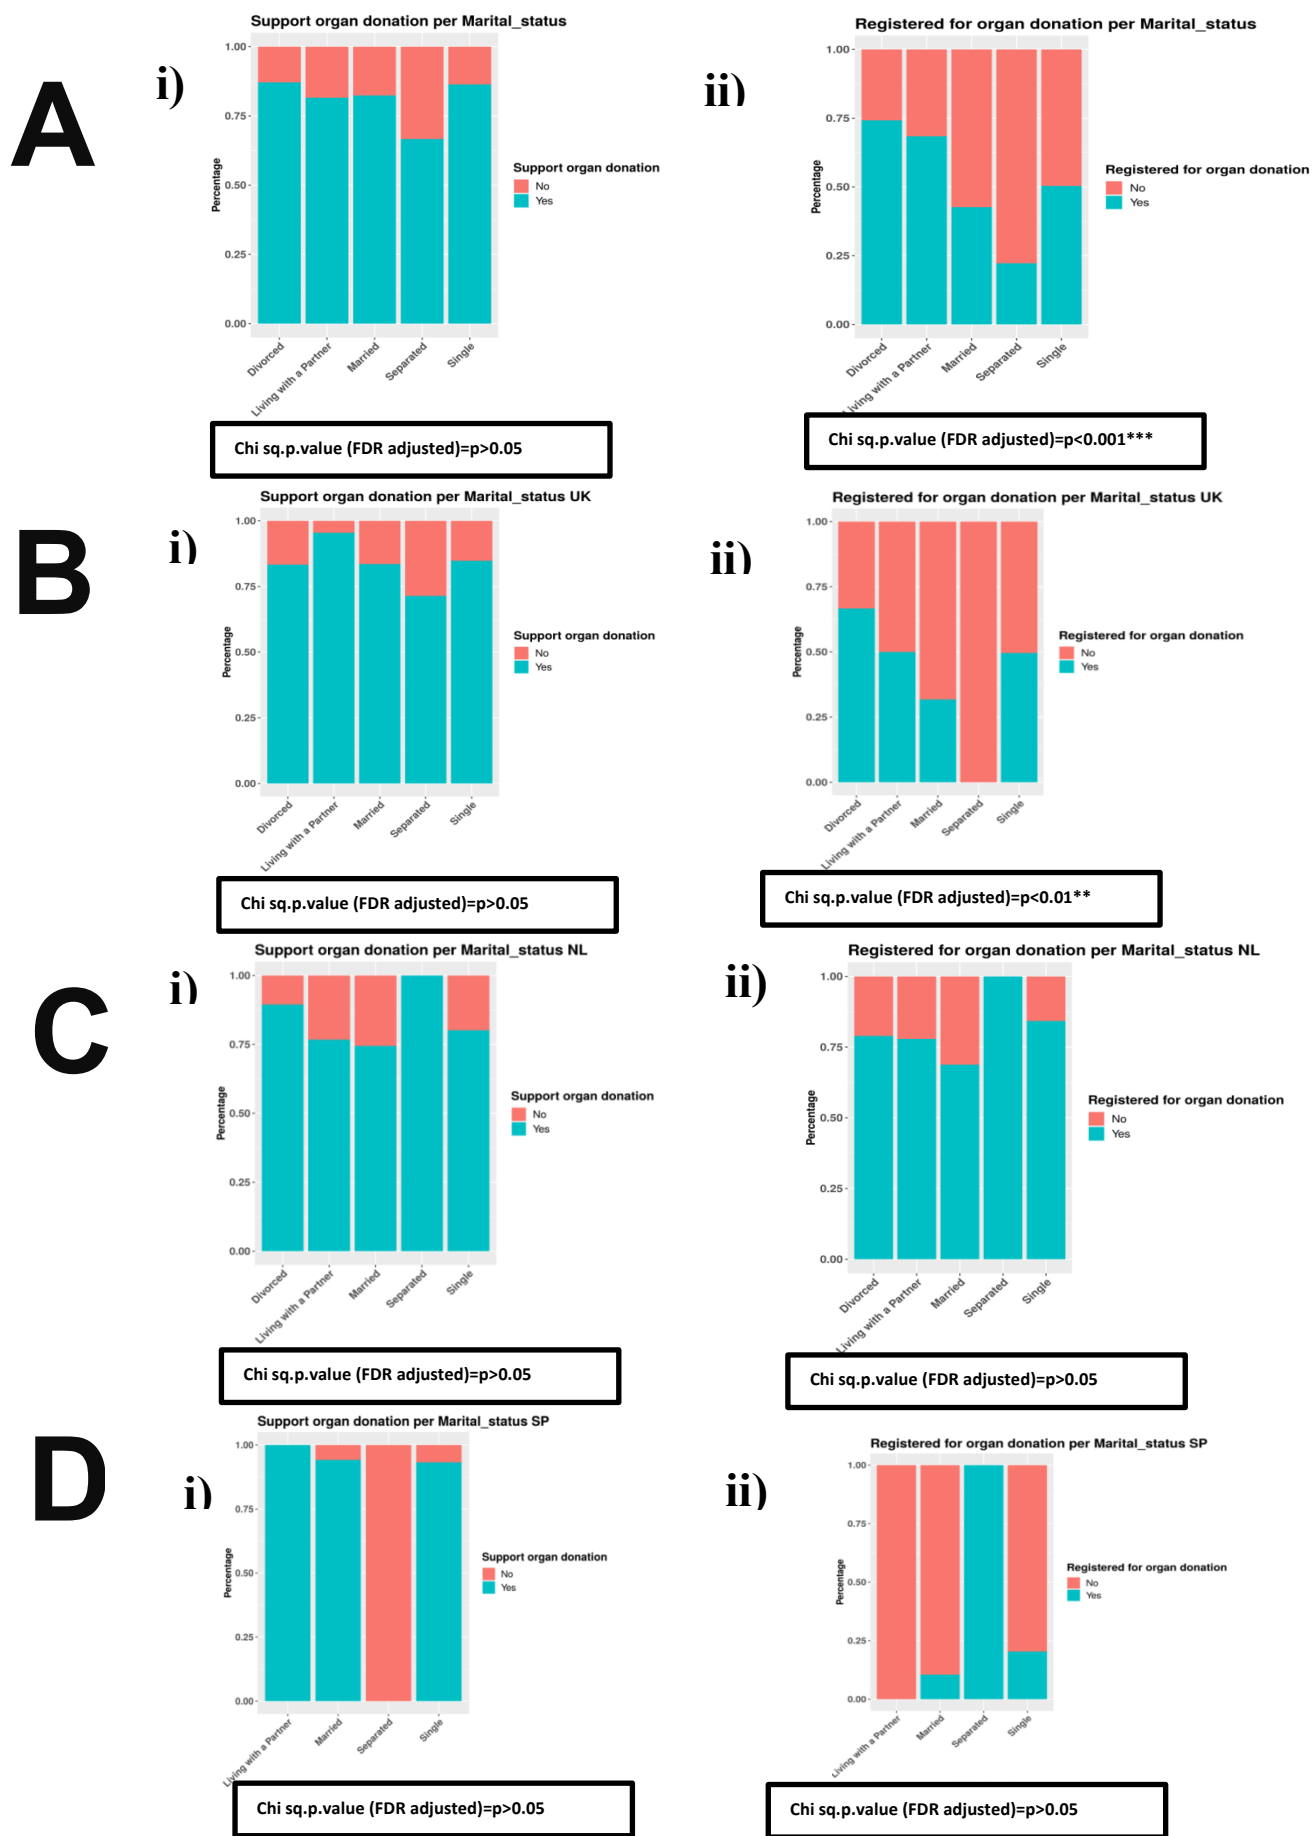 A
i)
Support organ donation per Marital_status
Percentage
1.00
0.75
0.50
0.25
0.00
Divorced
Living with a Partner
Married
Separated
Single
Support organ donation
No
Yes
Chi sq.p.value (FDR adjusted)=p>0.05
ii)
Registered for organ donation per Marital_status
Percentage
1.00
0.75
0.50
0.25
0.00
Divorced
Living with a Partner
Married
Separated
Single
Registered for organ donation
No
Yes
Chi sq.p.value (FDR adjusted)=p<0.001***
B
i)
Support organ donation per Marital_status UK
Percentage
1.00
0.75
0.50
0.25
0.00
Divorced
Living with a Partner
Married
Separated
Single
Support organ donation
No
Yes
Chi sq.p.value (FDR adjusted)=p>0.05
ii)
Registered for organ donation per Marital_status UK
Percentage
1.00
0.75
0.50
0.25
0.00
Divorced
Living with a Partner
Married
Separated
Single
Registered for organ donation
No
Yes
Chi sq.p.value (FDR adjusted)=p<0.01**
C
i)
Support organ donation per Marital_status NL
Percentage
1.00
0.75
0.50
0.25
0.00
Divorced
Living with a Partner
Married
Separated
Single
Support organ donation
No
Yes
Chi sq.p.value (FDR adjusted)=p>0.05
ii)
Registered for organ donation per Marital_status NL
Percentage
1.00
0.75
0.50
0.25
0.00
Divorced
Living with a Partner
Married
Separated
Single
Registered for organ donation
No
Yes
Chi sq.p.value (FDR adjusted)=p>0.05
D
i)
Support organ donation per Marital_status SP
Percentage
1.00
0.75
0.50
0.25
0.00
Living with a Partner
Married
Separated
Single
Support organ donation
No
Yes
Chi sq.p.value (FDR adjusted)=p>0.05
ii)
Registered for organ donation per Marital_status SP
Percentage
1.00
0.75
0.50
0.25
0.00
Living with a Partner
Married
Separated
Single
Registered for organ donation
No
Yes
Chi sq.p.value (FDR adjusted)=p>0.05